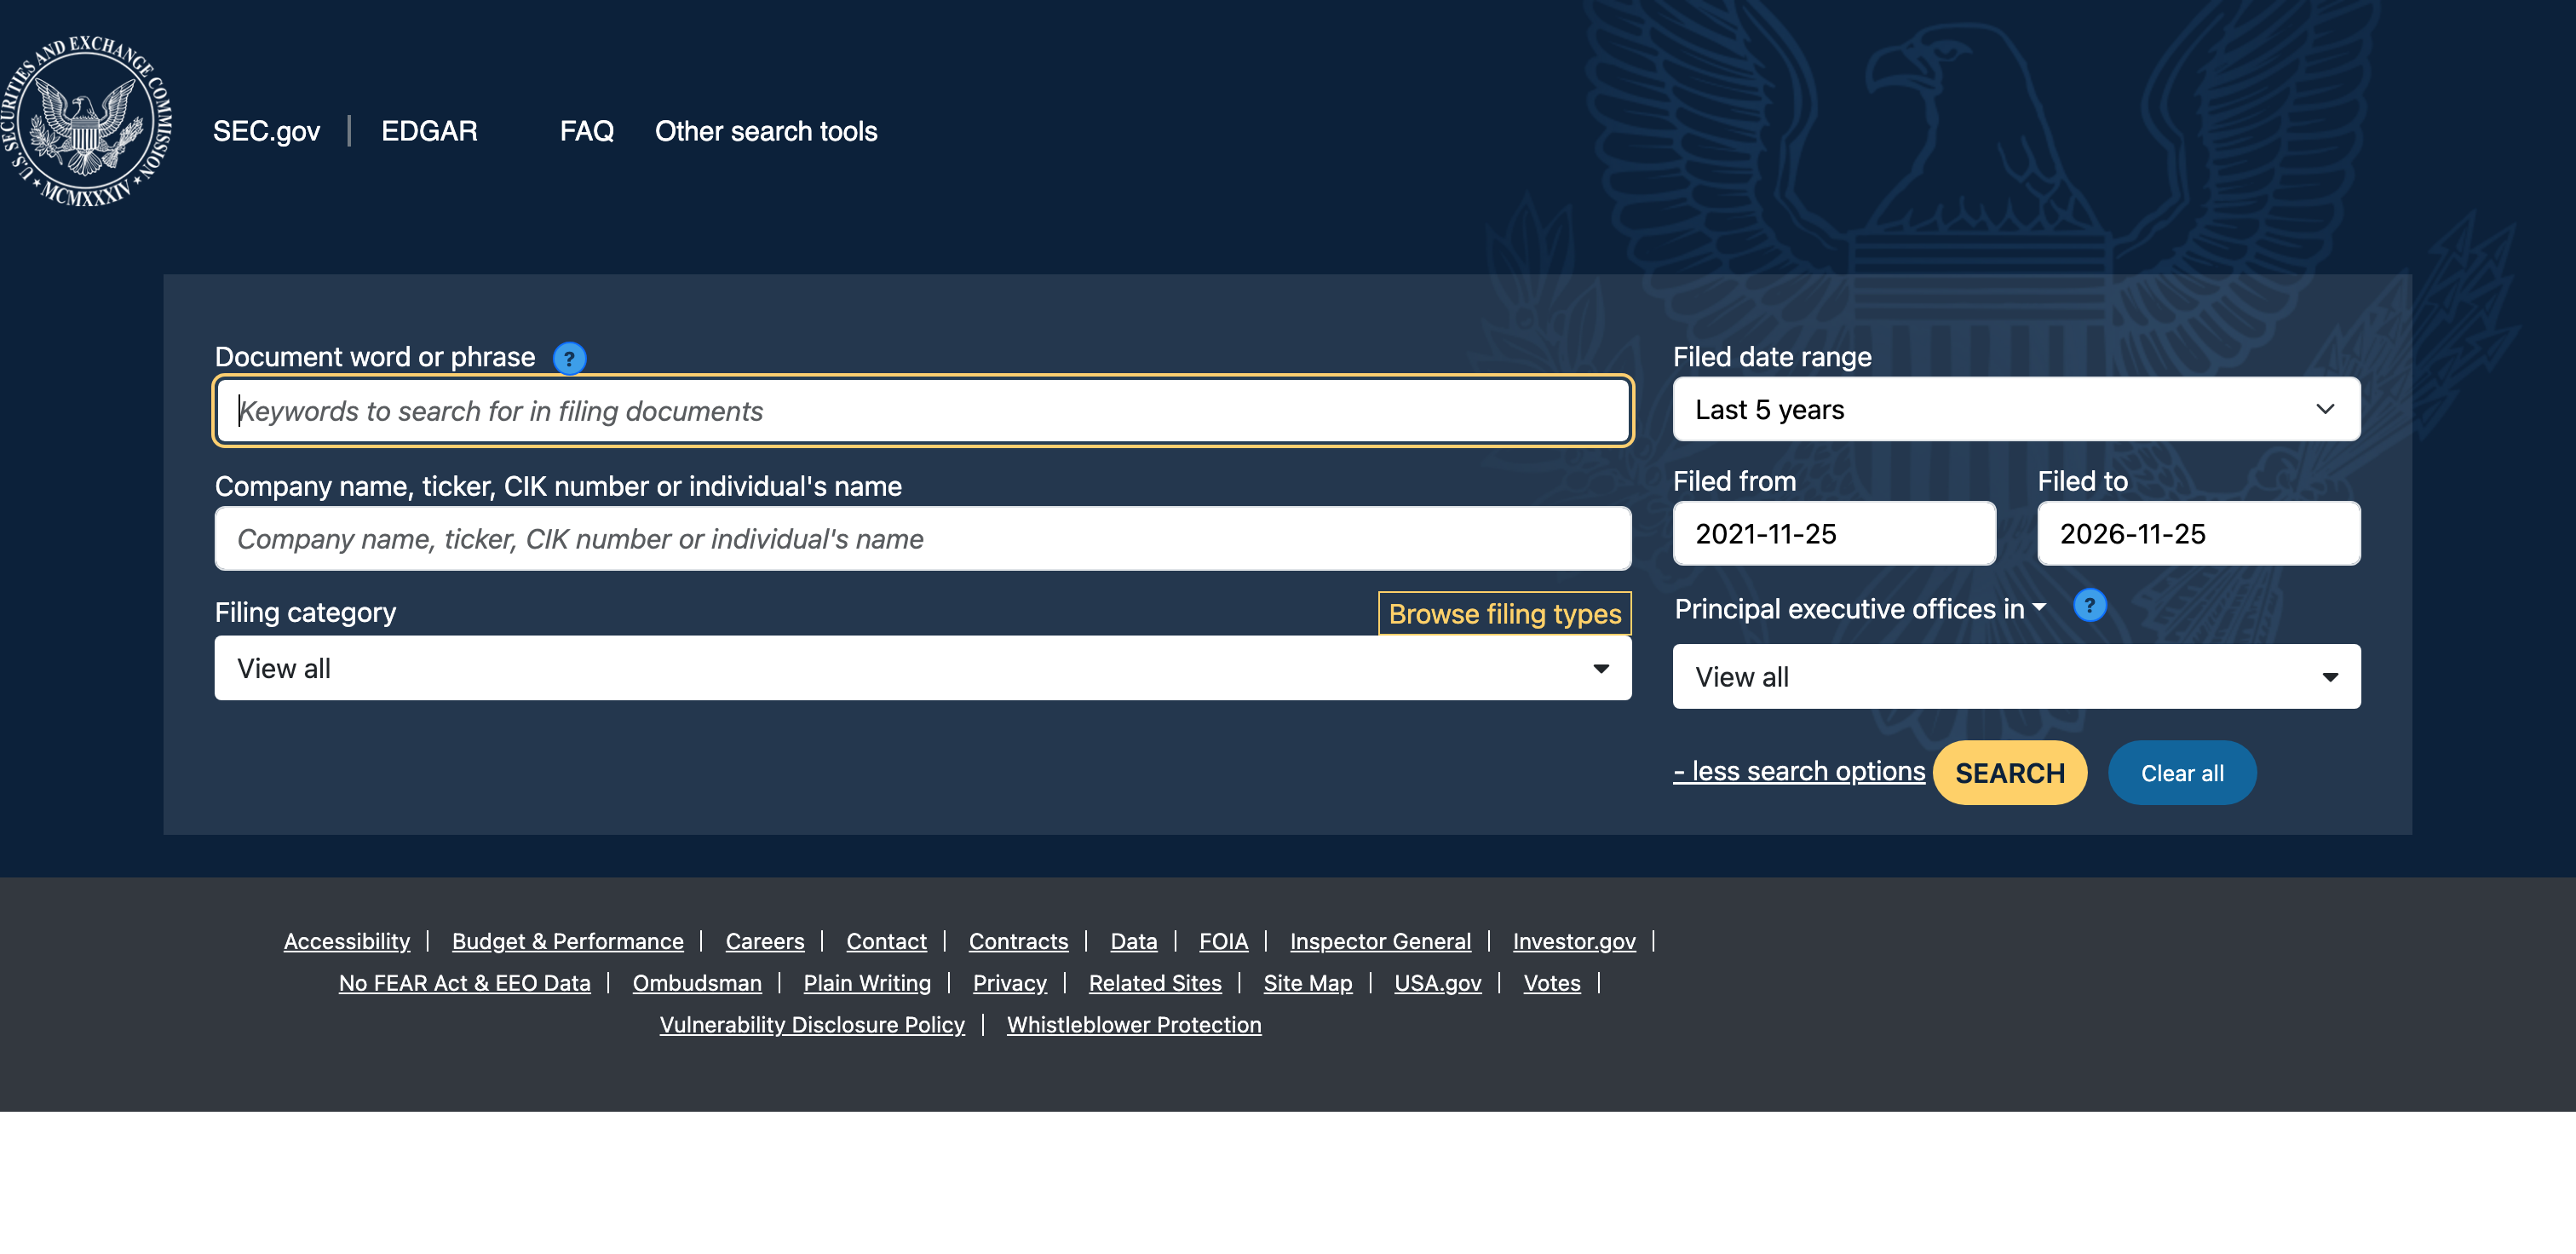 U.S. SECURITIES AND EXCHANGE COMMISSION
MCMXXXIV
SEC.gov | EDGAR FAQ Other search tools
Document word or phrase ?
Keywords to search for in filing documents
Company name, ticker, CIK number or individual's name
Company name, ticker, CIK number or individual's name
Filing category Browse filing types
View all
Filed date range
Last 5 years
Filed from Filed to
2021-11-25 2026-11-25
Principal executive offices in ?
View all
- less search options SEARCH Clear all
Accessibility | Budget & Performance | Careers | Contact | Contracts | Data | FOIA | Inspector General | Investor.gov |
No FEAR Act & EEO Data | Ombudsman | Plain Writing | Privacy | Related Sites | Site Map | USA.gov | Votes |
Vulnerability Disclosure Policy | Whistleblower Protection